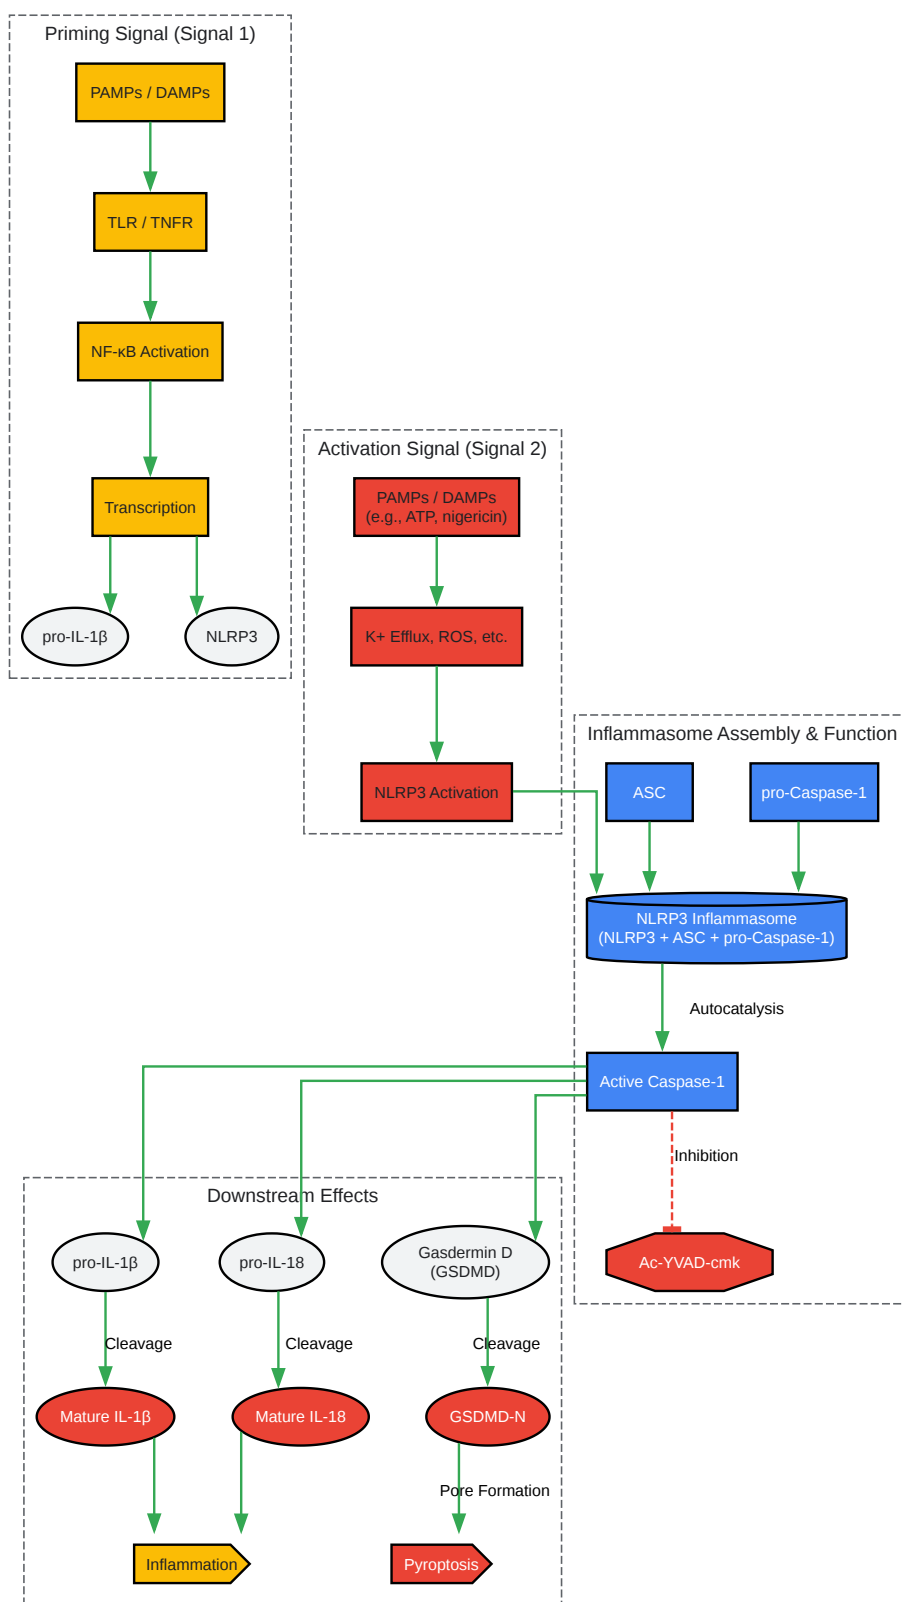 Priming Signal (Signal 1)
PAMPs / DAMPs
TLR / TNFR
NF-κB Activation
Transcription
pro-IL-1β
NLRP3
Activation Signal (Signal 2)
PAMPs / DAMPs
(e.g., ATP, nigericin)
K+ Efflux, ROS, etc.
NLRP3 Activation
Inflammasome Assembly & Function
ASC
pro-Caspase-1
NLRP3 Inflammasome
(NLRP3 + ASC + pro-Caspase-1)
Autocatalysis
Active Caspase-1
Inhibition
Ac-YVAD-cmk
Downstream Effects
pro-IL-1β
pro-IL-18
Gasdermin D
(GSDMD)
Cleavage
Cleavage
Cleavage
Mature IL-1β
Mature IL-18
GSDMD-N
Pore Formation
Inflammation
Pyroptosis